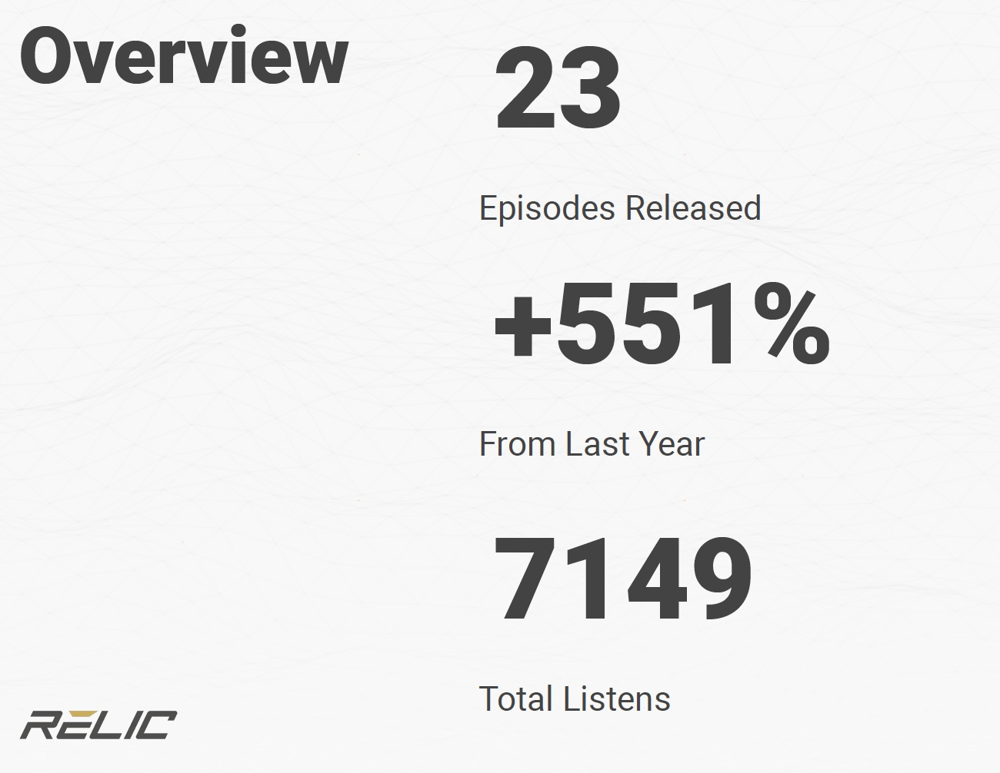 Overview
23
Episodes Released
+551%
From Last Year
7149
Total Listens
RELIC